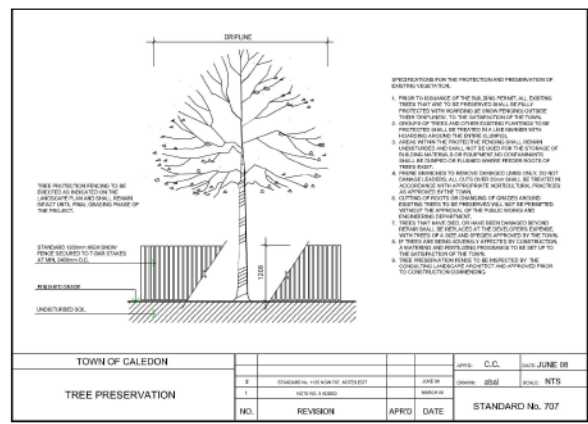 DRIPLINE
SPECIFICATIONS FOR THE PROTECTION AND PRESERVATION OF
EXISTING VEGETATION.
1. PRIOR TO ISSUANCE OF THE BUILDING PERMIT, ALL EXISTING
TREES THAT ARE TO BE PRESERVED SHALL BE FULLY
PROTECTED WITH HOARDING (IE SNOW FENCING) OUTSIDE
THEIR 'DRIPLINE', TO THE SATISFACTION OF THE TOWN.
2. GROUPS OF TREES AND OTHER EXISTING PLANTINGS TO BE
PROTECTED SHALL BE TREATED IN A LIKE MANNER WITH
HOARDING AROUND THE ENTIRE CLUMP(S).
3. AREAS WITHIN THE PROTECTIVE FENCING SHALL REMAIN
UNDISTURBED AND SHALL NOT BE USED FOR THE STORAGE OF
BUILDING MATERIALS OR EQUIPMENT. NO CONTAMINANTS
SHALL BE DUMPED OR FLUSHED WHERE FEEDER ROOTS OF
TREES EXIST.
4. PRUNE BRANCHES TO REMOVE DAMAGED LIMBS ONLY. DO NOT
DAMAGE LEADERS, ALL CUTS OVER 25mm SHALL BE TREATED IN
ACCORDANCE WITH APPROPRIATE HORTICULTURAL PRACTICES
AS APPROVED BY THE TOWN.
5. CUTTING OF ROOTS OR CHANGING OF GRADES AROUND
EXISTING TREES TO BE PRESERVED WILL NOT BE PERMITTED
WITHOUT THE APPROVAL OF THE PUBLIC WORKS AND
ENGINEERING DEPARTMENT.
TREES THAT HAVE DIED, OR HAVE BEEN DAMAGED BEYOND
REPAIR SHALL BE REPLACED AT THE DEVELOPER'S EXPENSE,
WITH TREES OF A SIZE AND SPECIES APPROVED BY THE TOWN.
IF TREES ARE BEING ADVERSELY AFFECTED BY CONSTRUCTION,
A WATERING AND FERTILIZING PROGRAM IS TO BE SET UP TO
THE SATISFACTION OF THE TOWN.
TREE PRESERVATION FENCE TO BE INSPECTED BY THE
CONSULTING LANDSCAPE ARCHITECT AND APPROVED PRIOR
TO CONSTRUCTION COMMENCING.
TREE PROTECTION FENCING TO BE
ERECTED AS INDICATED ON THE
LANDSCAPE PLAN AND SHALL REMAIN
INTACT UNTIL FINAL GRADING PHASE OF
THE PROJECT.
STANDARD 1200mm HIGH SNOW
FENCE SECURED TO T-BAR STAKES
AT MIN. 2400mm O.C.
1200
FINISHED GRADE
UNDISTURBED SOIL
TOWN OF CALEDON
TREE PRESERVATION
2 STANDARD No. NOW 707, NOTES EDIT JUNE 08
1 NOTE NO. 8 ADDED MARCH
NO. REVISION APR'D DATE
APR'D: C.C. DATE: JUNE 08
DRAWN: abal SCALE: NTS
STANDARD No. 707